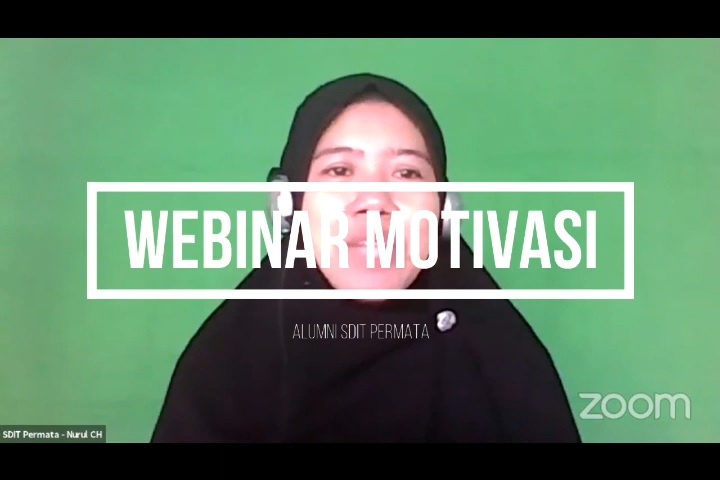 WEBINAR MOTIVASI
ALUMNI SDIT PERMATA
zoom
SDIT Permata - Nurul CH